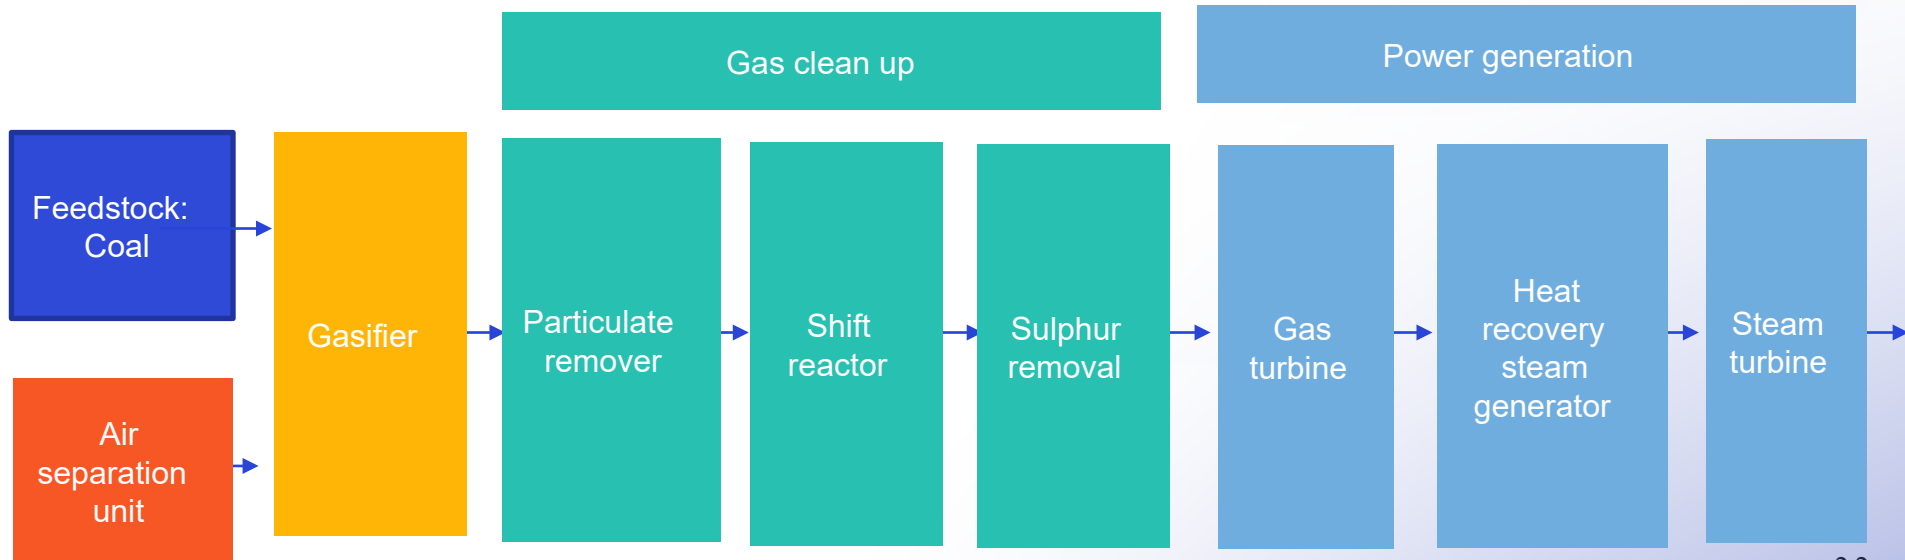 Gas clean up
Power generation
Feedstock:
Coal
Air
separation
unit
Gasifier
Particulate
remover
Shift
reactor
Sulphur
removal
Gas
turbine
Heat
recovery
steam
generator
Steam
turbine